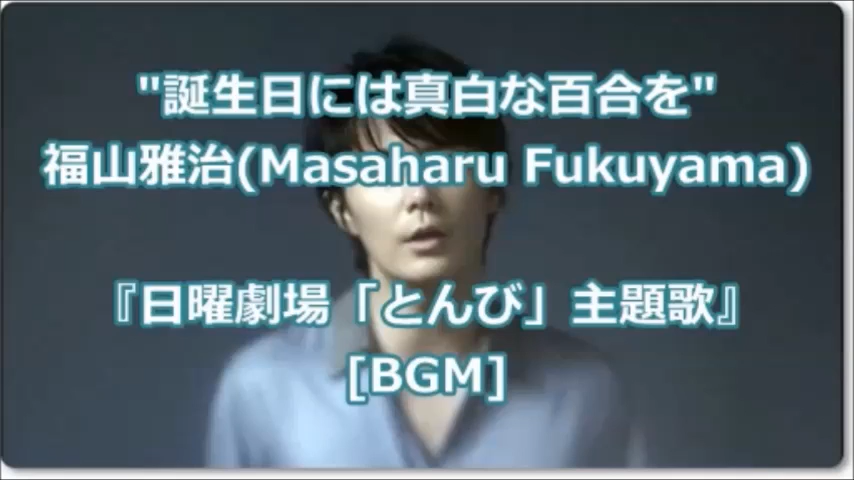 "誕生日には真白な百合を"
福山雅治(Masaharu Fukuyama)
『日曜劇場「とんび」主題歌』
[BGM]